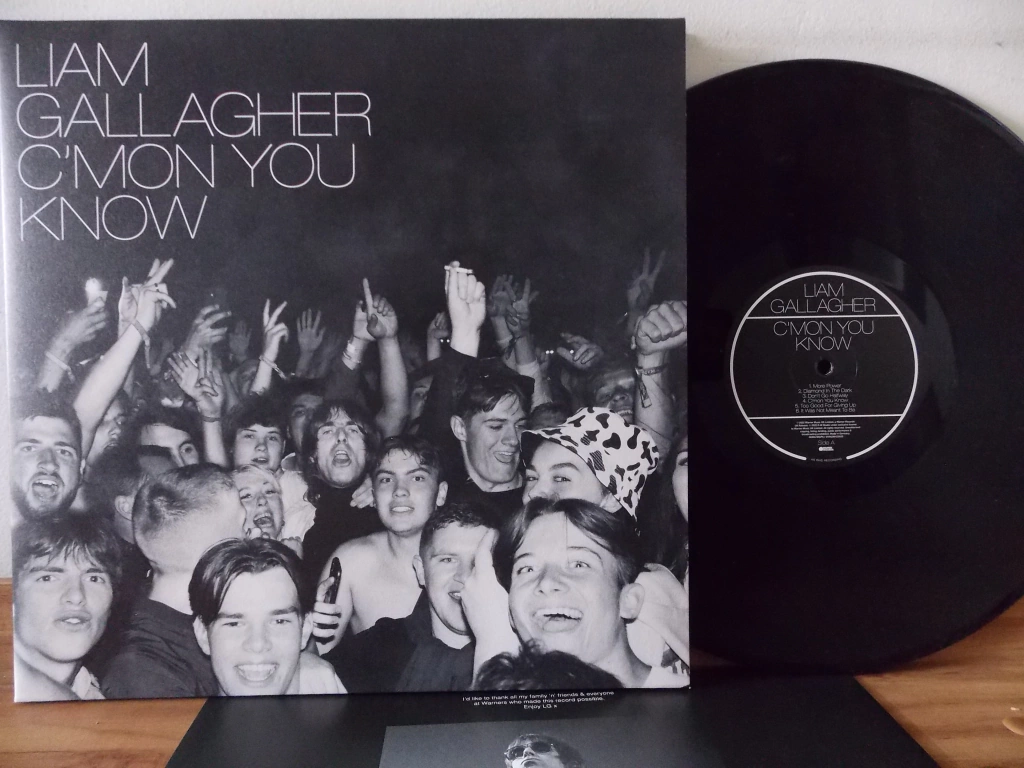 LIAM
GALLAGHER
C'MON YOU
KNOW
LIAM
GALLAGHER
C'MON YOU
KNOW
1. More Power
2. Diamond In The Dark
3. Don't Go Halfway
4. C'mon You Know
5. Too Good For Giving Up
6. It Was Not Meant To Be
Side A
I'd like to thank all my family 'n' friends & everyone
at Warners who made this record possible.
Enjoy LG x